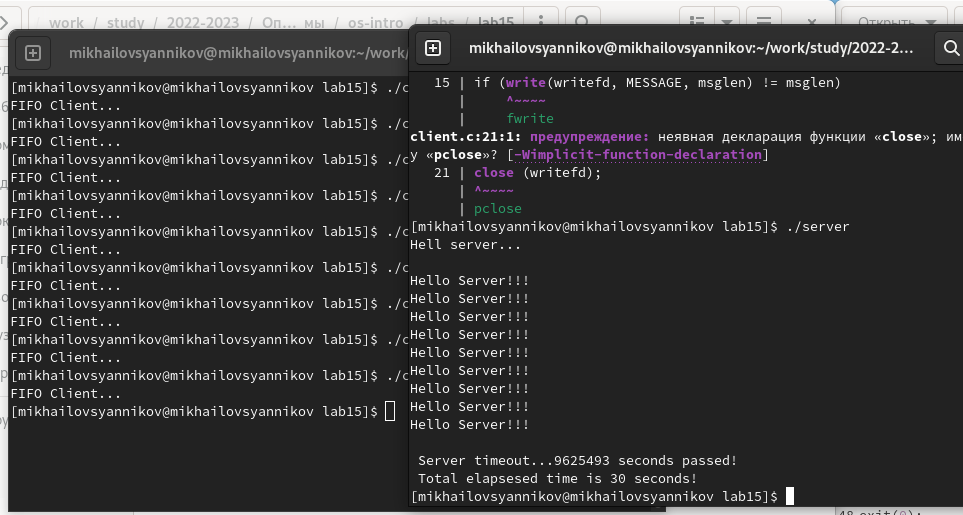 work / study / 2022-2023 / Оп… мы / os-intro / labs / lab15
Открыть
mikhailovsyannikov@mikhailovsyannikov:~/work/
[mikhailovsyannikov@mikhailovsyannikov lab15]$ ./c
FIFO Client...
[mikhailovsyannikov@mikhailovsyannikov lab15]$ ./c
FIFO Client...
[mikhailovsyannikov@mikhailovsyannikov lab15]$ ./c
FIFO Client...
[mikhailovsyannikov@mikhailovsyannikov lab15]$ ./c
FIFO Client...
[mikhailovsyannikov@mikhailovsyannikov lab15]$ ./c
FIFO Client...
[mikhailovsyannikov@mikhailovsyannikov lab15]$ ./c
FIFO Client...
[mikhailovsyannikov@mikhailovsyannikov lab15]$ ./c
FIFO Client...
[mikhailovsyannikov@mikhailovsyannikov lab15]$ ./c
FIFO Client...
[mikhailovsyannikov@mikhailovsyannikov lab15]$ ./c
FIFO Client...
[mikhailovsyannikov@mikhailovsyannikov lab15]$
mikhailovsyannikov@mikhailovsyannikov:~/work/study/2022-2...
15 | if (write(writefd, MESSAGE, msglen) != msglen)
| ^~~~~
| fwrite
client.c:21:1: предупреждение: неявная декларация функции «close»; им
у «pclose»? [-Wimplicit-function-declaration]
21 | close (writefd);
| ^~~~~
| pclose
[mikhailovsyannikov@mikhailovsyannikov lab15]$ ./server
Hell server...
Hello Server!!!
Hello Server!!!
Hello Server!!!
Hello Server!!!
Hello Server!!!
Hello Server!!!
Hello Server!!!
Hello Server!!!
Hello Server!!!
Server timeout...9625493 seconds passed!
Total elapsesed time is 30 seconds!
[mikhailovsyannikov@mikhailovsyannikov lab15]$
48 exit(0);